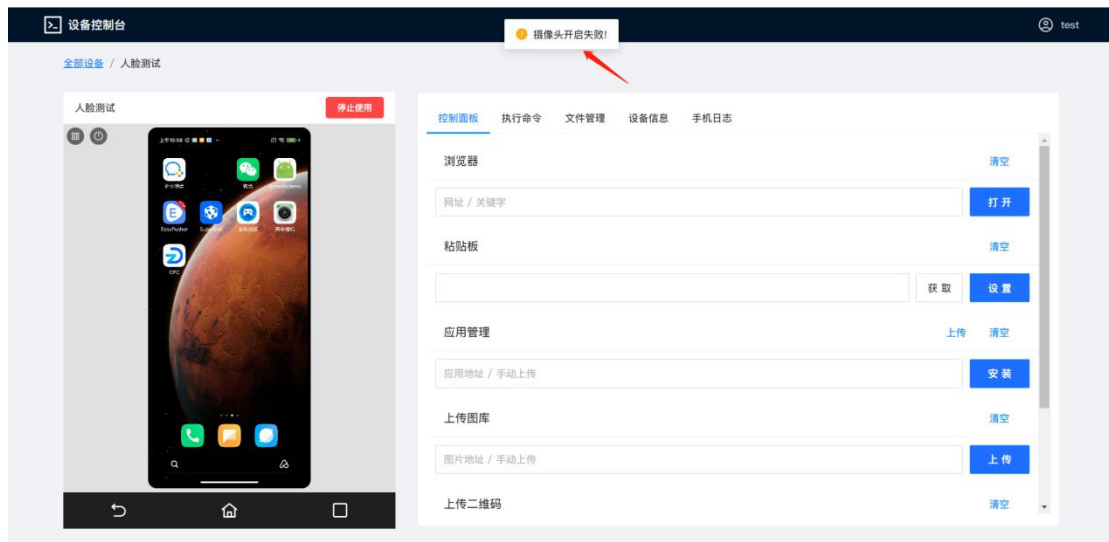 设备控制台
摄像头开启失败!
test
全部设备 / 人脸测试
人脸测试
停止使用
控制面板 执行命令 文件管理 设备信息 手机日志
浏览器
清空
网址 / 关键字
打 开
粘贴板
清空
获 取
设 置
应用管理
上传 清空
应用地址 / 手动上传
安 装
上传图库
清空
图片地址 / 手动上传
上 传
上传二维码
清空
EasyPusher
CPC